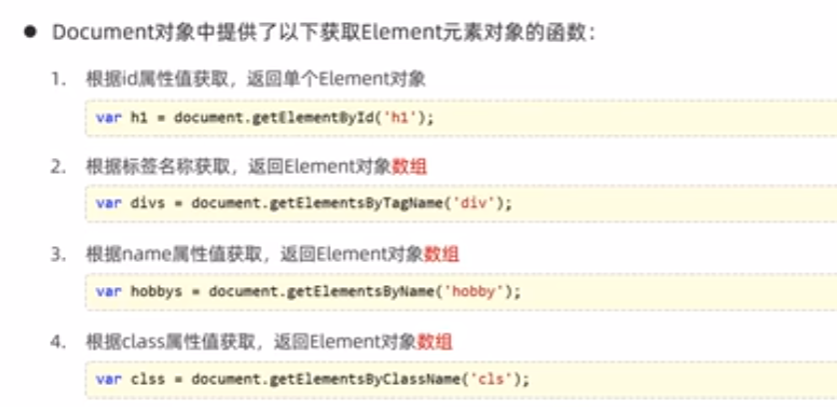 ● Document对象中提供了以下获取Element元素对象的函数：
1. 根据id属性值获取，返回单个Element对象
var h1 = document.getElementById('h1');
2. 根据标签名称获取，返回Element对象数组
var divs = document.getElementsByTagName('div');
3. 根据name属性值获取，返回Element对象数组
var hobbys = document.getElementsByName('hobby');
4. 根据class属性值获取，返回Element对象数组
var clss = document.getElementsByClassName('cls');